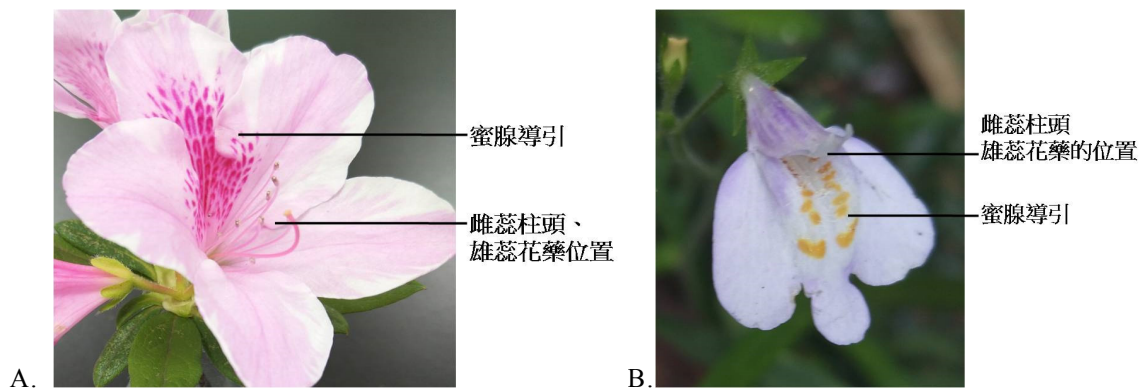 蜜腺導引
雌蕊柱頭、
雄蕊花藥位置
A.
雌蕊柱頭
雄蕊花藥的位置
蜜腺導引
B.